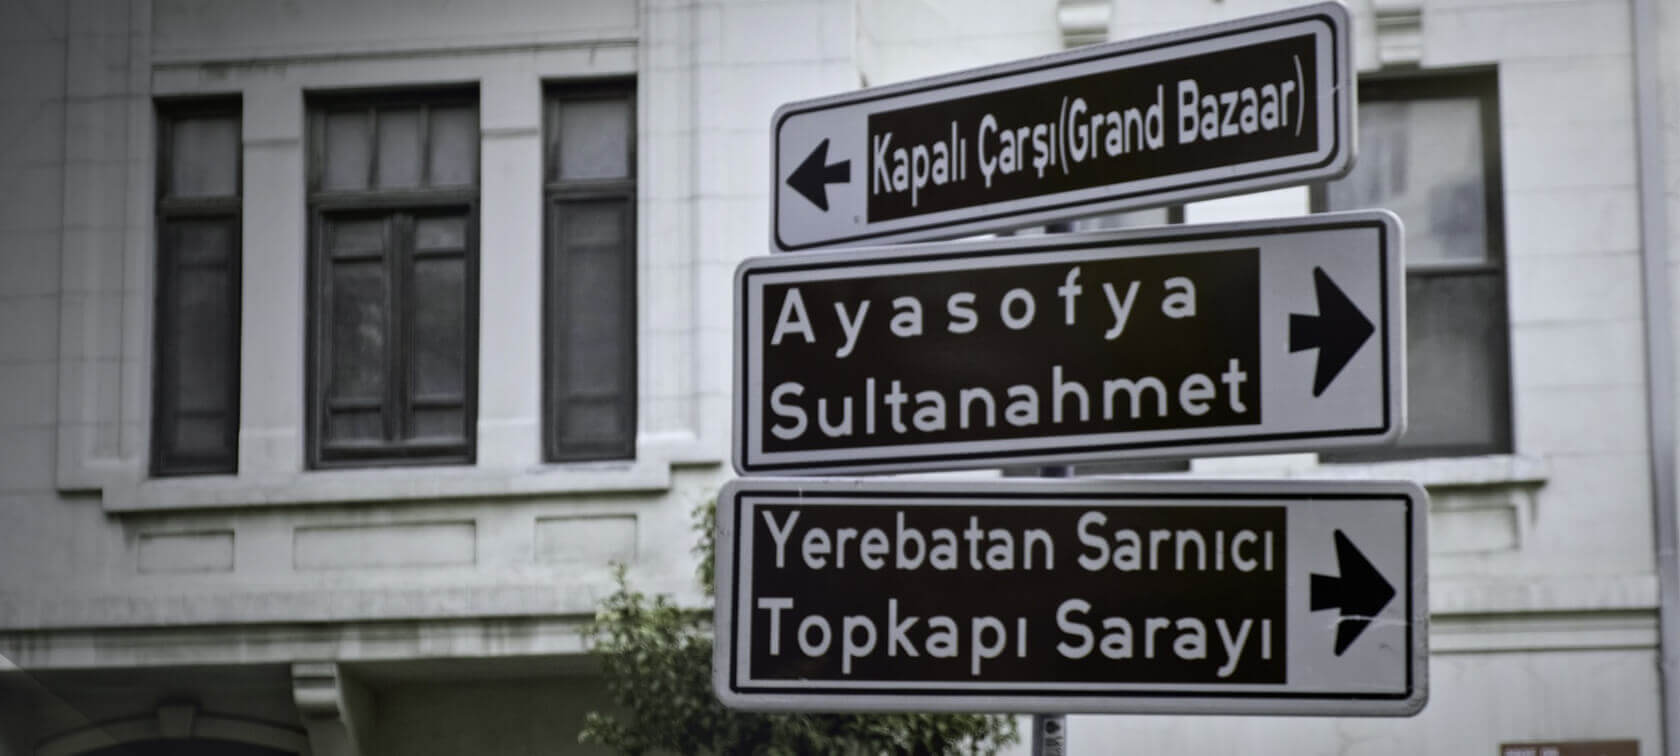 Kapalı Çarşı(Grand Bazaar)
Ayasofya
Sultanahmet
Yerebatan Sarnıcı
Topkapı Sarayı